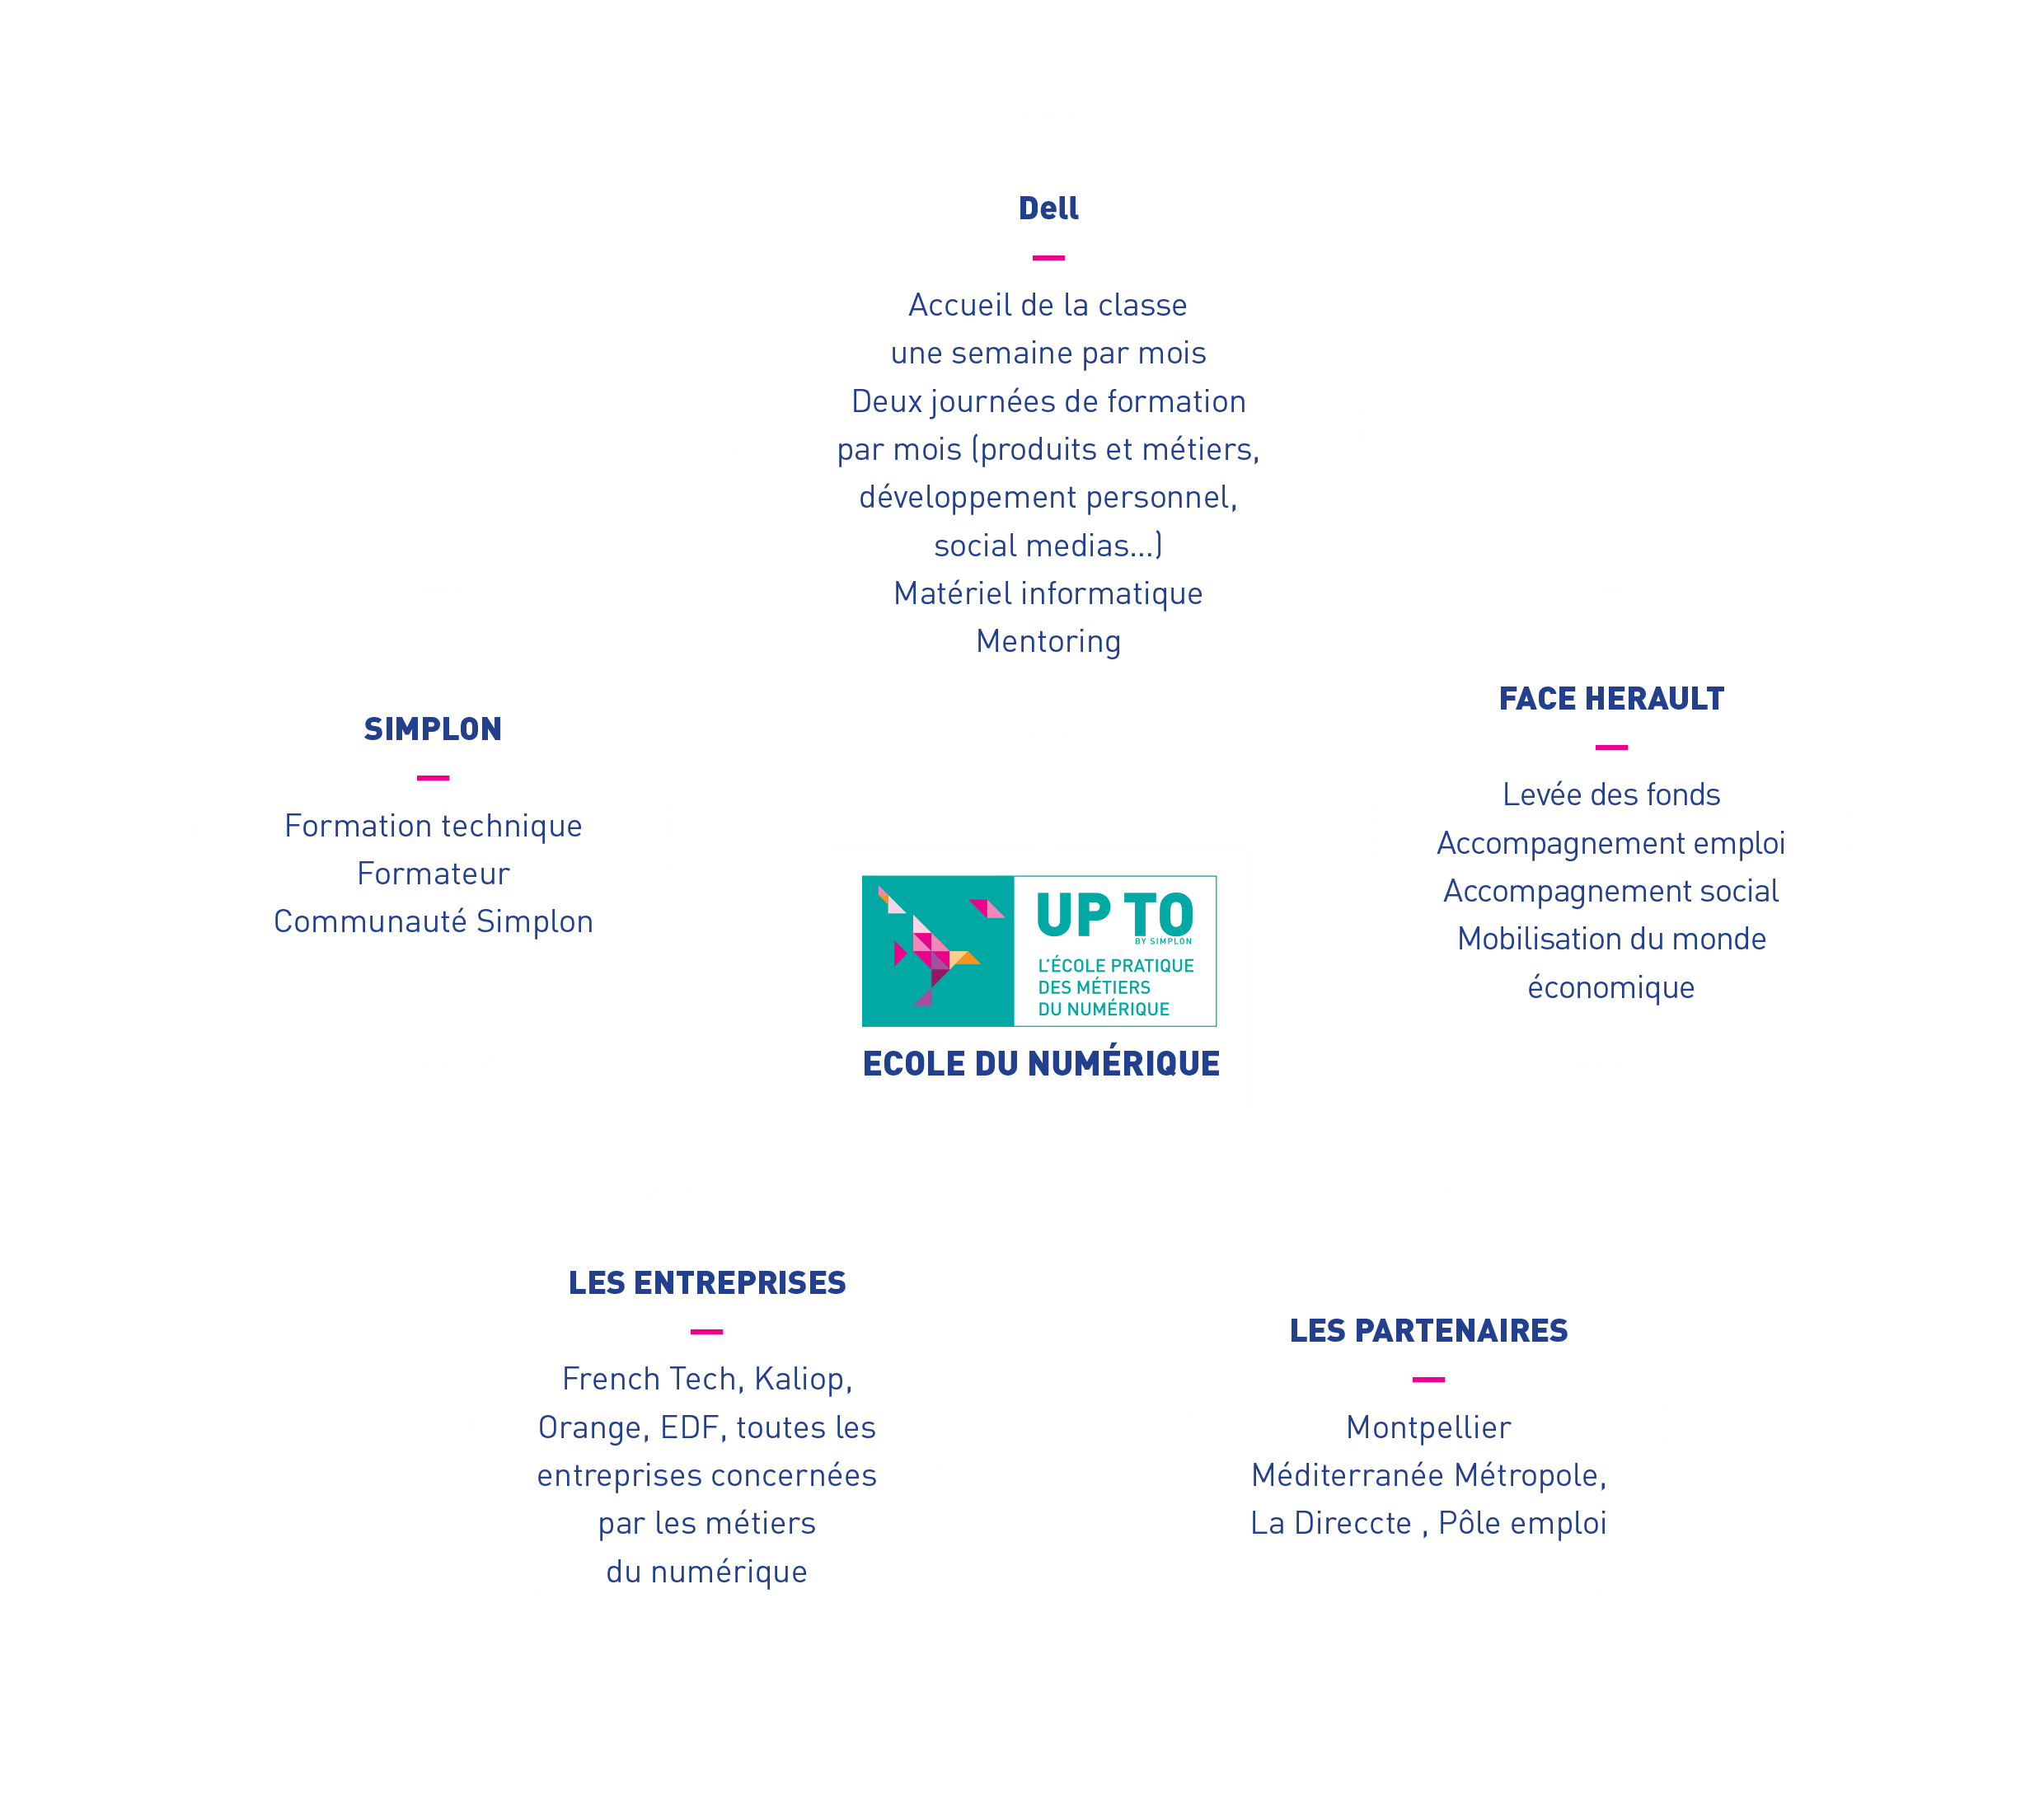 Dell
Accueil de la classe
une semaine par mois
Deux journées de formation
par mois (produits et métiers,
développement personnel,
social medias...)
Matériel informatique
Mentoring
SIMPLON
Formation technique
Formateur
Communauté Simplon
FACE HERAULT
Levée des fonds
Accompagnement emploi
Accompagnement social
Mobilisation du monde
économique
UP TO
BY SIMPLON
L'ÉCOLE PRATIQUE
DES MÉTIERS
DU NUMÉRIQUE
ECOLE DU NUMÉRIQUE
LES ENTREPRISES
French Tech, Kaliop,
Orange, EDF, toutes les
entreprises concernées
par les métiers
du numérique
LES PARTENAIRES
Montpellier
Méditerranée Métropole,
La Direccte , Pôle emploi